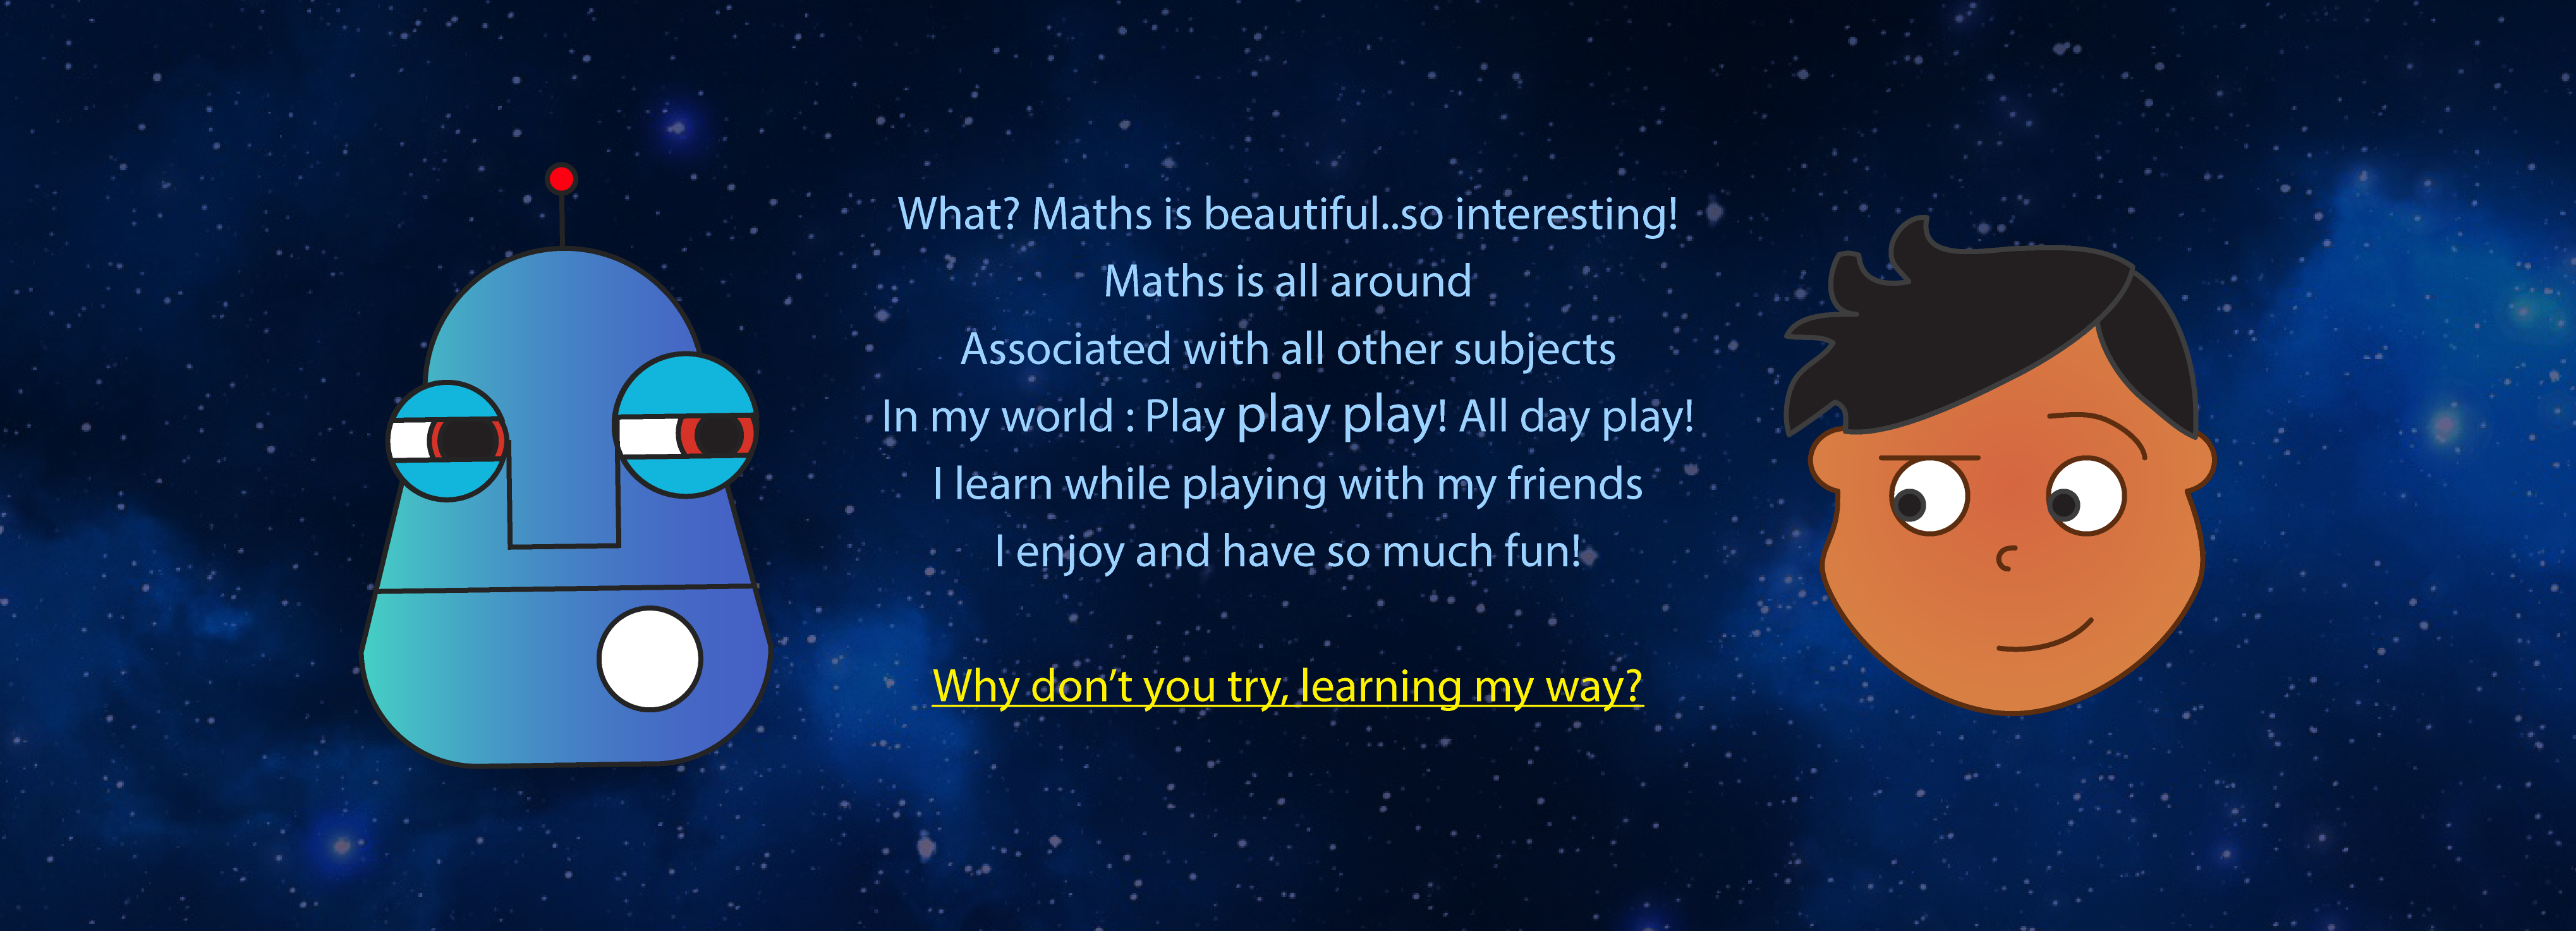 What? Maths is beautiful..so interesting!
Maths is all around
Associated with all other subjects
In my world : Play play play! All day play!
I learn while playing with my friends
I enjoy and have so much fun!
Why don’t you try, learning my way?